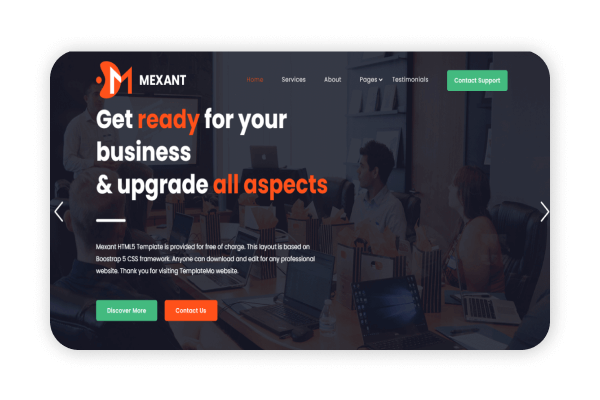 MEXANT
Home Services About Pages Testimonials Contact Support
Get ready for your
business
& upgrade all aspects
Mexant HTML5 Template is provided for free of charge. This layout is based on
Boostrap 5 CSS framework. Anyone can download and edit for any professional
website. Thank you for visiting TemplateMo website.
Discover More Contact Us